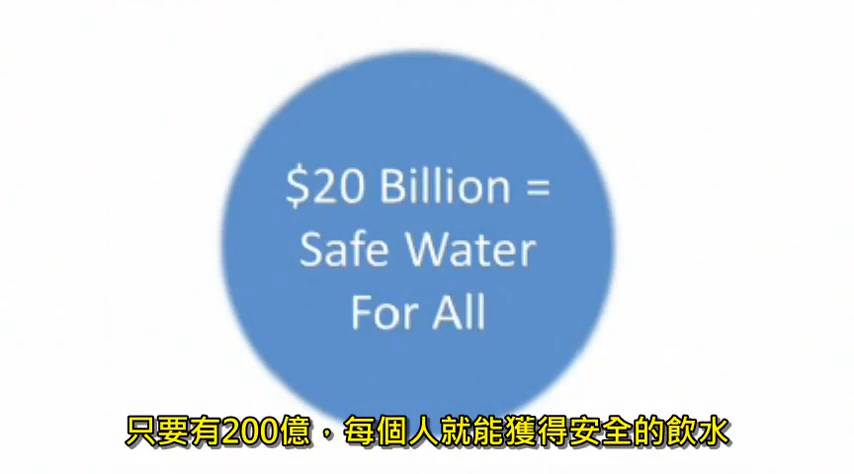 $20 Billion =
Safe Water
For All
只要有200億，每個人就能獲得安全的飲水